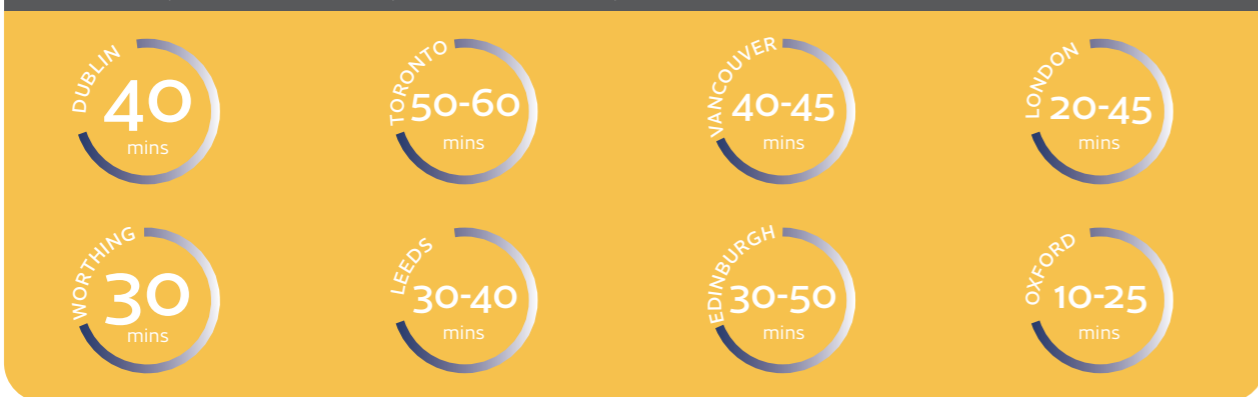 DUBLIN
40
mins
TORONTO
50-60
mins
VANCOUVER
40-45
mins
LONDON
20-45
mins
WORTHING
30
mins
LEEDS
30-40
mins
EDINBURGH
30-50
mins
OXFORD
10-25
mins